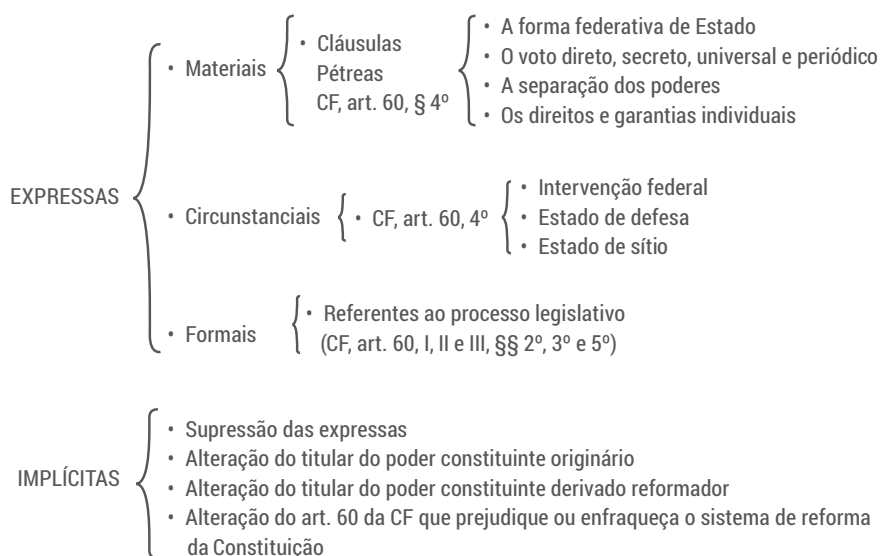 EXPRESSAS
• Materiais
• Cláusulas
Pétreas
CF, art. 60, § 4º
• A forma federativa de Estado
• O voto direto, secreto, universal e periódico
• A separação dos poderes
• Os direitos e garantias individuais
• Circunstanciais
• CF, art. 60, 4º
• Intervenção federal
• Estado de defesa
• Estado de sítio
• Formais
• Referentes ao processo legislativo
(CF, art. 60, I, II e III, §§ 2º, 3º e 5º)
IMPLÍCITAS
• Supressão das expressas
• Alteração do titular do poder constituinte originário
• Alteração do titular do poder constituinte derivado reformador
• Alteração do art. 60 da CF que prejudique ou enfraqueça o sistema de reforma
da Constituição